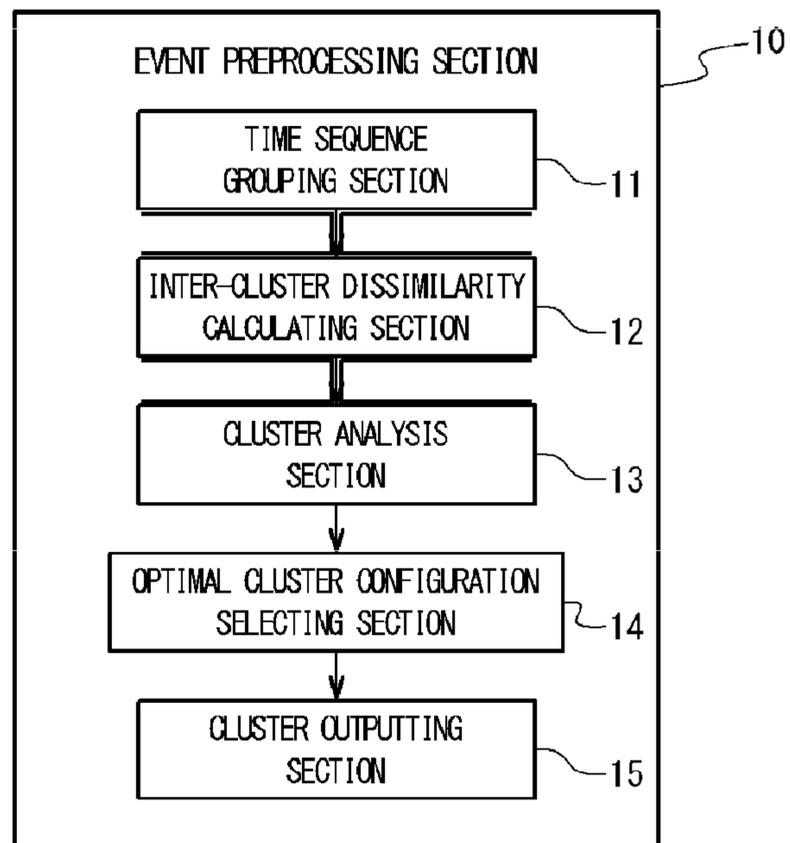 EVENT PREPROCESSING SECTION
10
TIME SEQUENCE
GROUPING SECTION
11
INTER-CLUSTER DISSIMILARITY
CALCULATING SECTION
12
CLUSTER ANALYSIS
SECTION
13
OPTIMAL CLUSTER CONFIGURATION
SELECTING SECTION
14
CLUSTER OUTPUTTING
SECTION
15